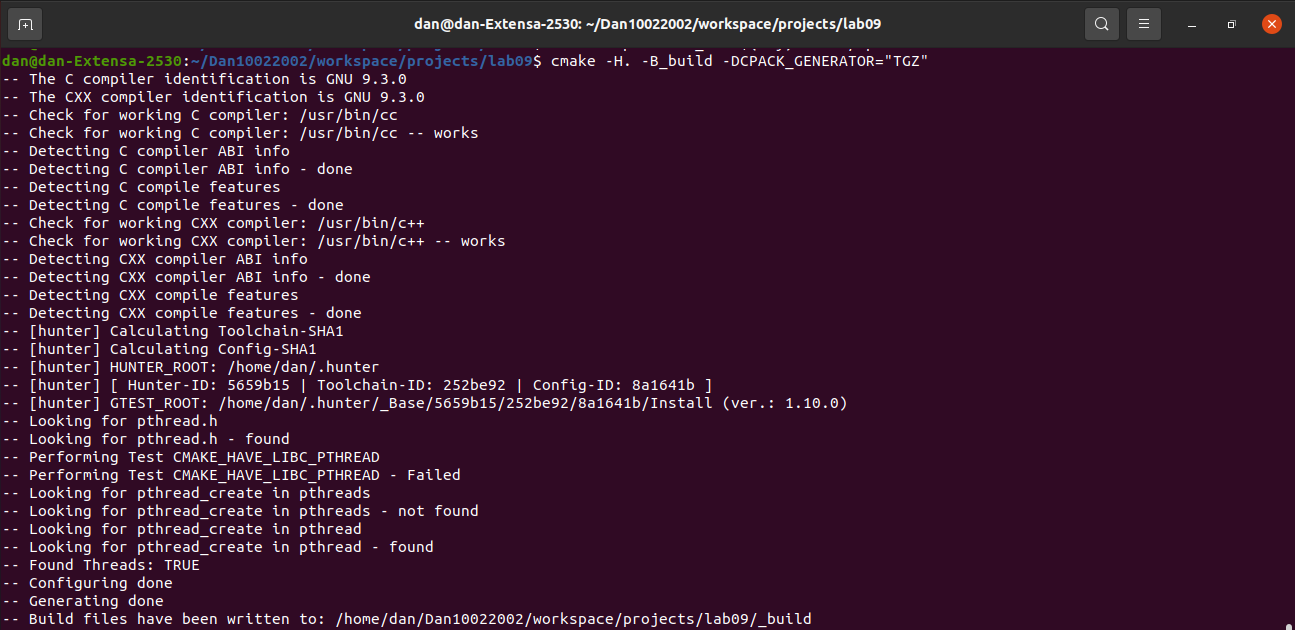 dan@dan-Extensa-2530: ~/Dan10022002/workspace/projects/lab09
dan@dan-Extensa-2530:~/Dan10022002/workspace/projects/lab09$ cmake -H. -B_build -DCPACK_GENERATOR="TGZ"
-- The C compiler identification is GNU 9.3.0
-- The CXX compiler identification is GNU 9.3.0
-- Check for working C compiler: /usr/bin/cc
-- Check for working C compiler: /usr/bin/cc -- works
-- Detecting C compiler ABI info
-- Detecting C compiler ABI info - done
-- Detecting C compile features
-- Detecting C compile features - done
-- Check for working CXX compiler: /usr/bin/c++
-- Check for working CXX compiler: /usr/bin/c++ -- works
-- Detecting CXX compiler ABI info
-- Detecting CXX compiler ABI info - done
-- Detecting CXX compile features
-- Detecting CXX compile features - done
-- [hunter] Calculating Toolchain-SHA1
-- [hunter] Calculating Config-SHA1
-- [hunter] HUNTER_ROOT: /home/dan/.hunter
-- [hunter] [ Hunter-ID: 5659b15 | Toolchain-ID: 252be92 | Config-ID: 8a1641b ]
-- [hunter] GTEST_ROOT: /home/dan/.hunter/_Base/5659b15/252be92/8a1641b/Install (ver.: 1.10.0)
-- Looking for pthread.h
-- Looking for pthread.h - found
-- Performing Test CMAKE_HAVE_LIBC_PTHREAD
-- Performing Test CMAKE_HAVE_LIBC_PTHREAD - Failed
-- Looking for pthread_create in pthreads
-- Looking for pthread_create in pthreads - not found
-- Looking for pthread_create in pthread
-- Looking for pthread_create in pthread - found
-- Found Threads: TRUE
-- Configuring done
-- Generating done
-- Build files have been written to: /home/dan/Dan10022002/workspace/projects/lab09/_build